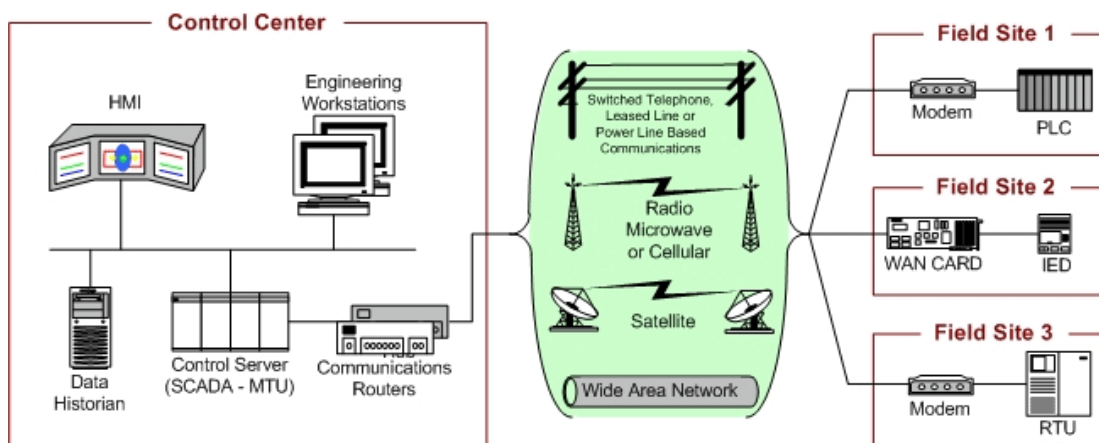 Control Center
HMI
Engineering
Workstations
Data
Historian
Control Server
(SCADA - MTU)
Communications
Routers
Switched Telephone,
Leased Line or
Power Line Based
Communications
Radio
Microwave
or Cellular
Satellite
Wide Area Network
Field Site 1
Modem
PLC
Field Site 2
WAN CARD
IED
Field Site 3
Modem
RTU